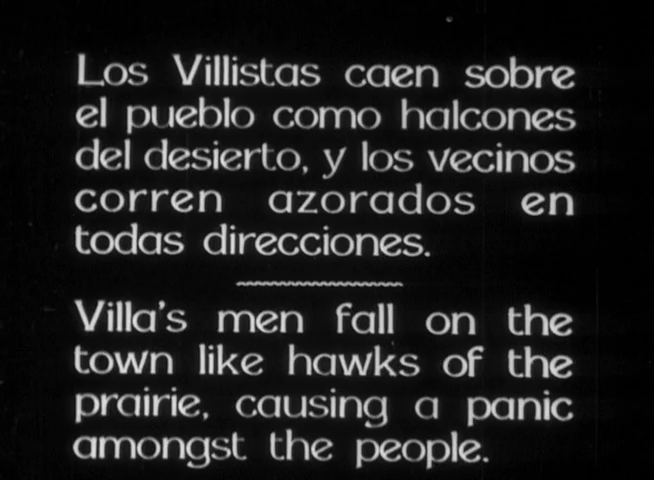 Los Villistas caen sobre
el pueblo como halcones
del desierto, y los vecinos
corren azorados en
todas direcciones.
Villa's men fall on the
town like hawks of the
prairie, causing a panic
amongst the people.